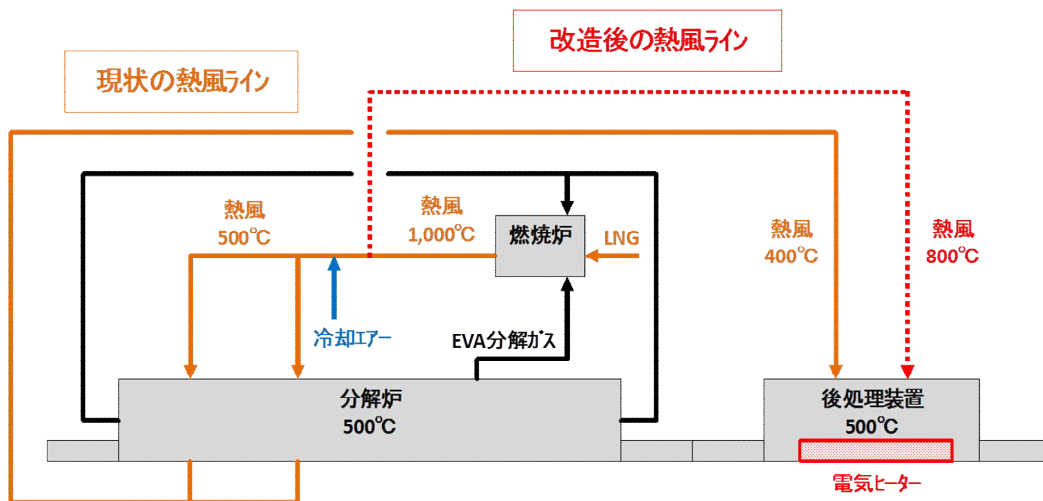 改造後の熱風ライン
現状の熱風ライン
熱風
500℃
熱風
1,000℃
燃焼炉
LNG
熱風
400℃
熱風
800℃
冷却エアー
EVA分解ガス
分解炉
500℃
後処理装置
500℃
電気ヒーター